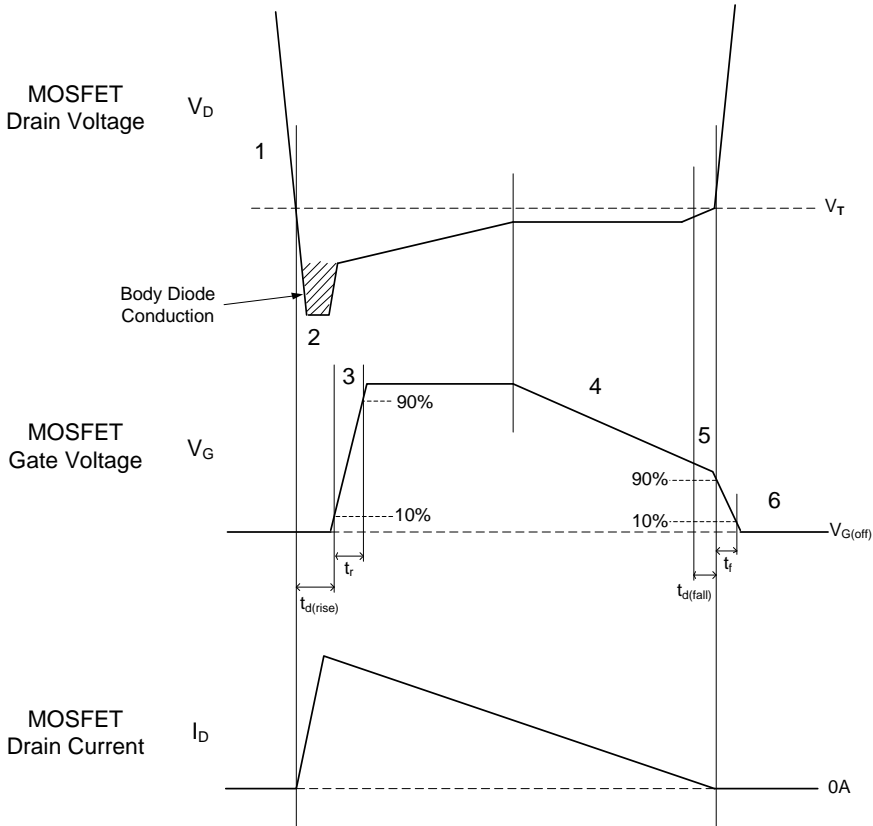 MOSFET
Drain Voltage
V_D
1
V_T
Body Diode
Conduction
2
MOSFET
Gate Voltage
V_G
3
90%
10%
4
5
90%
10%
6
V_G(off)
t_r
t_d(rise)
t_f
t_d(fall)
MOSFET
Drain Current
I_D
0A